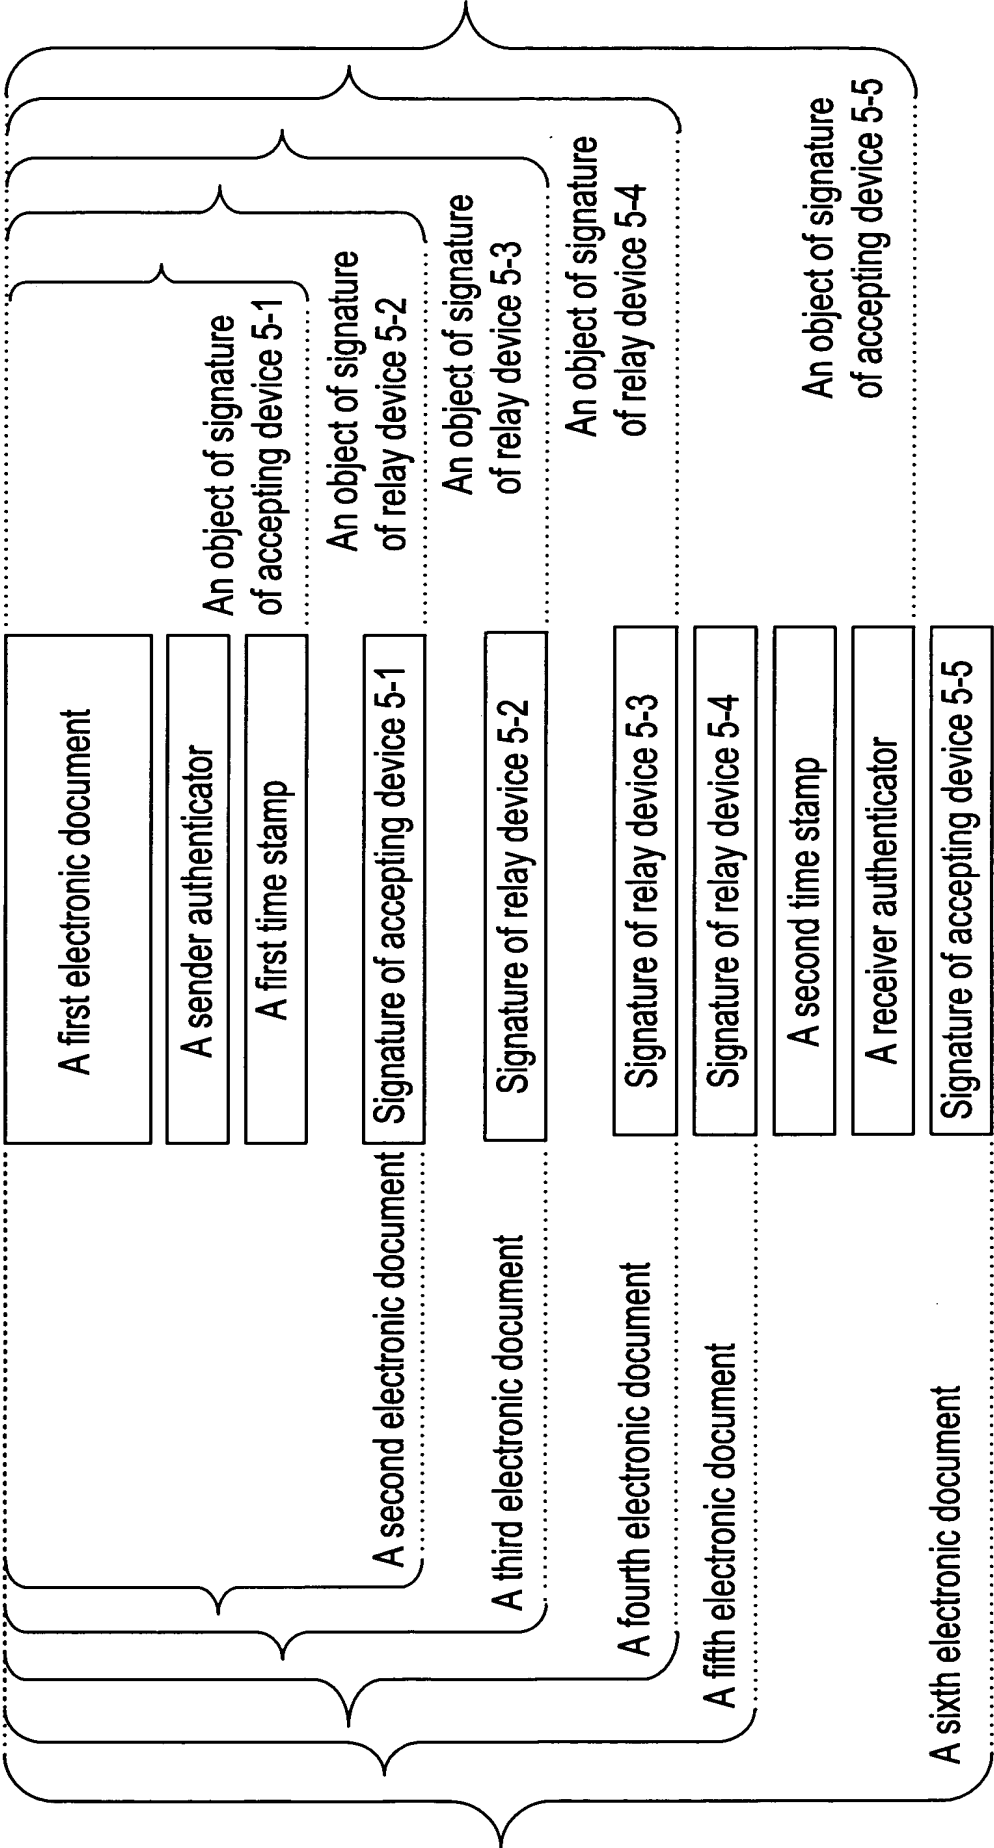 A first electronic document
A sender authenticator
A first time stamp
An object of signature
of accepting device 5-1
A second electronic document
Signature of accepting device 5-1
An object of signature
of relay device 5-2
A third electronic document
Signature of relay device 5-2
An object of signature
of relay device 5-3
A fourth electronic document
Signature of relay device 5-3
An object of signature
of relay device 5-4
A fifth electronic document
Signature of relay device 5-4
A second time stamp
A receiver authenticator
An object of signature
of accepting device 5-5
A sixth electronic document
Signature of accepting device 5-5